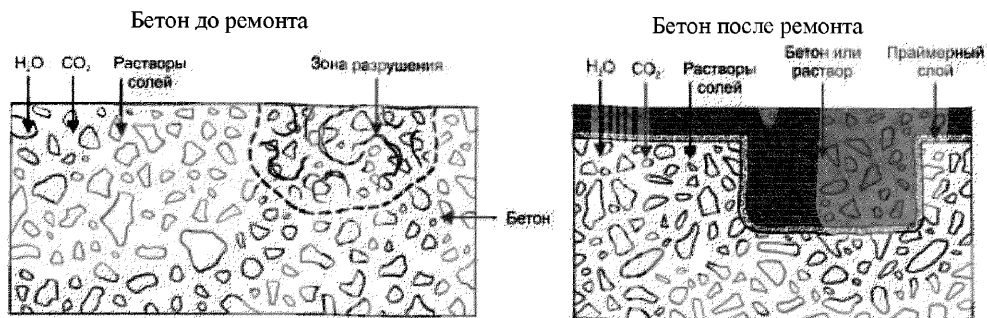 Бетон до ремонта
H₂O
CO₂
Растворы
солей
Зона разрушения
Бетон
Бетон после ремонта
H₂O
CO₂
Растворы
солей
Бетон или
раствор
Праймерный
слой